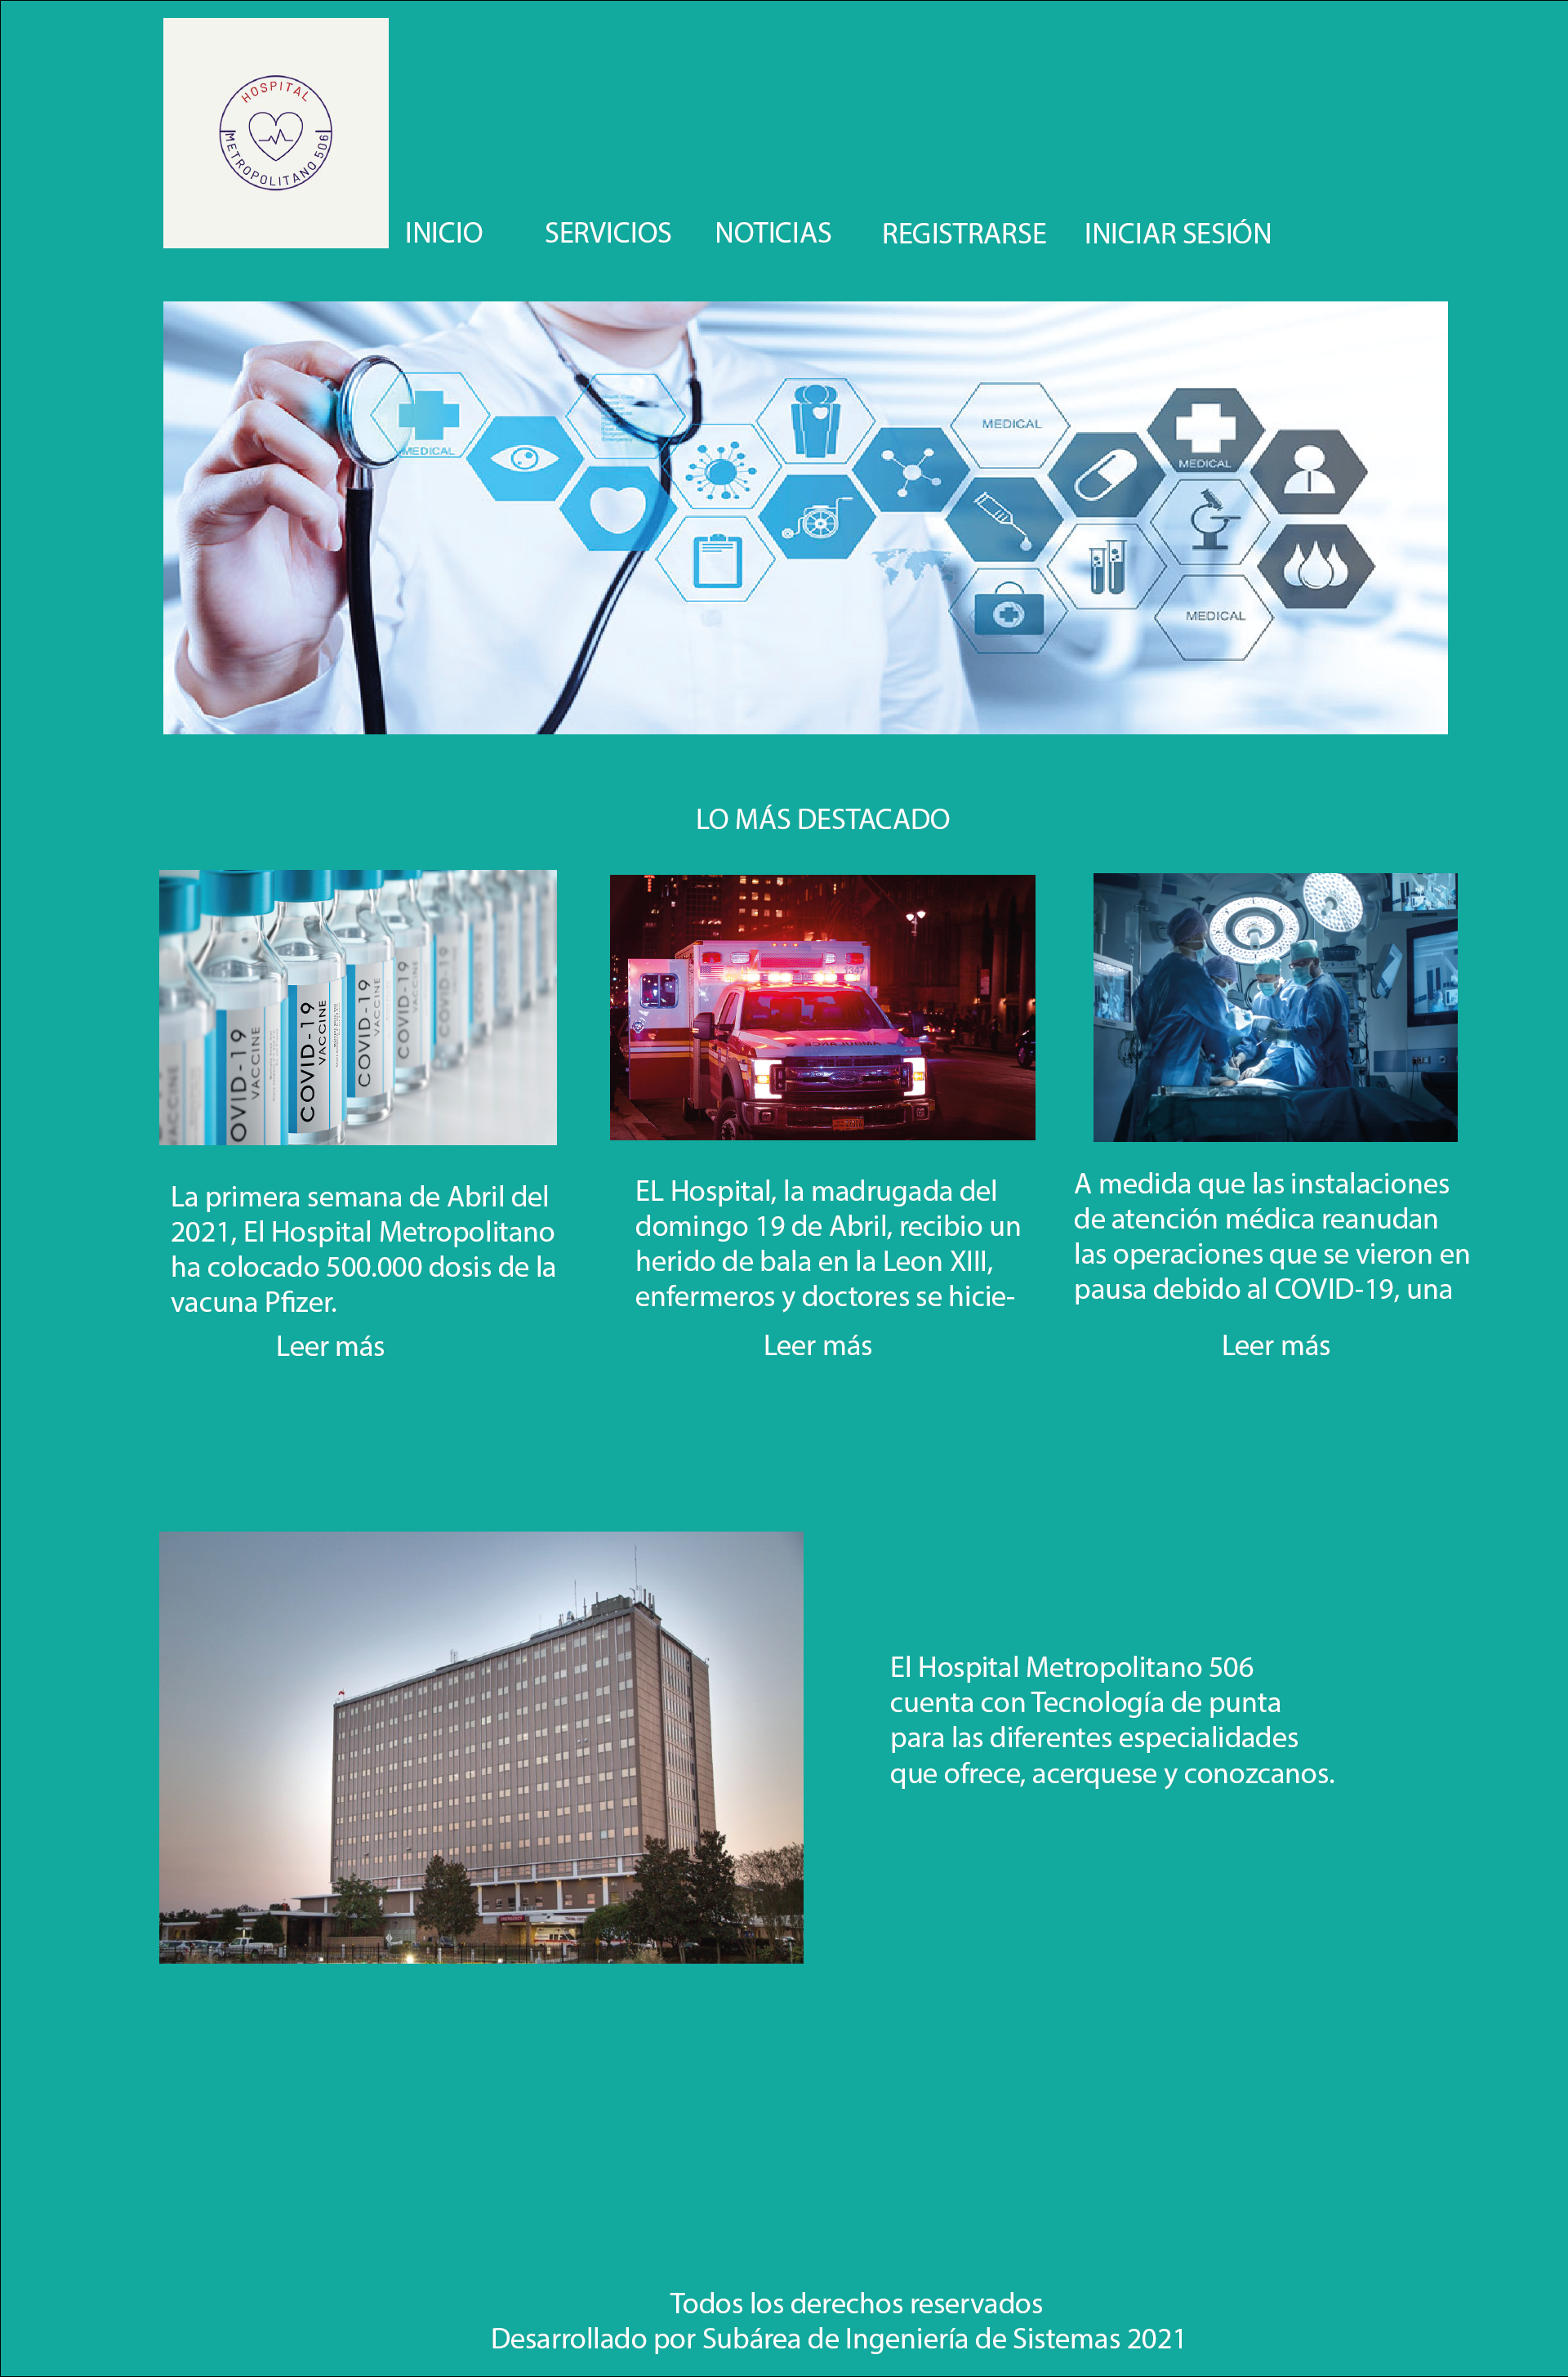 HOSPITAL
METROPOLITANO 506
INICIO SERVICIOS NOTICIAS REGISTRARSE INICIAR SESIÓN
MEDICAL
MEDICAL
MEDICAL
MEDICAL
LO MÁS DESTACADO
VACCINE
OVID-19
VACCINE
COVID-19
VACCINE
COVID-19
VACCINE
COVID-19
COVID-19
1347
AMBULANCE
La primera semana de Abril del
2021, El Hospital Metropolitano
ha colocado 500.000 dosis de la
vacuna Pfizer.
Leer más
EL Hospital, la madrugada del
domingo 19 de Abril, recibio un
herido de bala en la Leon XIII,
enfermeros y doctores se hicie-
Leer más
A medida que las instalaciones
de atención médica reanudan
las operaciones que se vieron en
pausa debido al COVID-19, una
Leer más
EMERGENCY
El Hospital Metropolitano 506
cuenta con Tecnología de punta
para las diferentes especialidades
que ofrece, acerquese y conozcanos.
Todos los derechos reservados
Desarrollado por Subárea de Ingeniería de Sistemas 2021